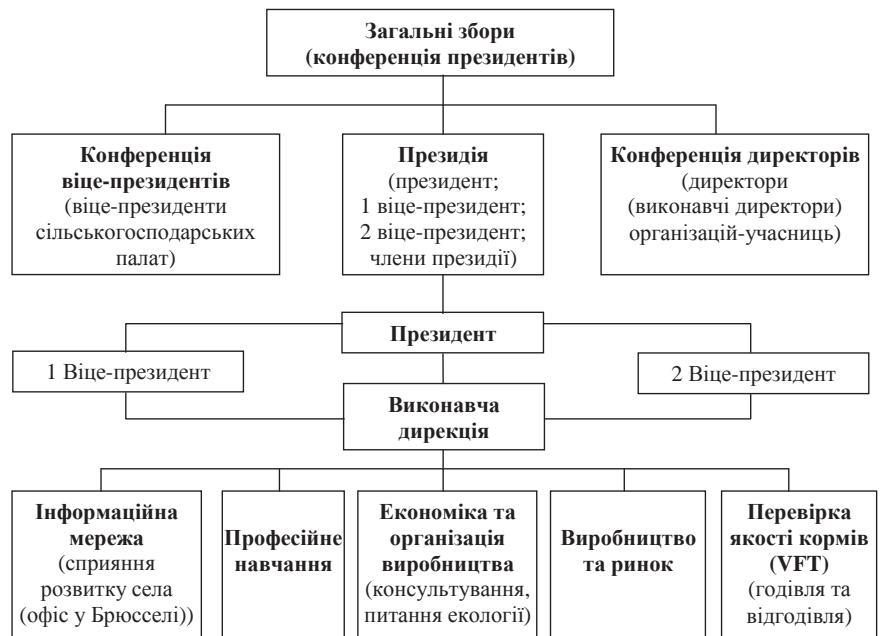 Загальні збори
(конференція президентів)
Конференція
віце-президентів
(віце-президенти
сільськогосподарських
палат)
Президія
(президент;
1 віце-президент;
2 віце-президент;
члени президії)
Конференція директорів
(директори
(виконавчі директори)
організацій-учасниць)
Президент
1 Віце-президент
2 Віце-президент
Виконавча
дирекція
Інформаційна
мережа
(сприяння
розвитку села
(офіс у Брюсселі))
Професійне
навчання
Економіка та
організація
виробництва
(консультування,
питання екології)
Виробництво
та ринок
Перевірка
якості кормів
(VFT)
(годівля та
відгодівля)